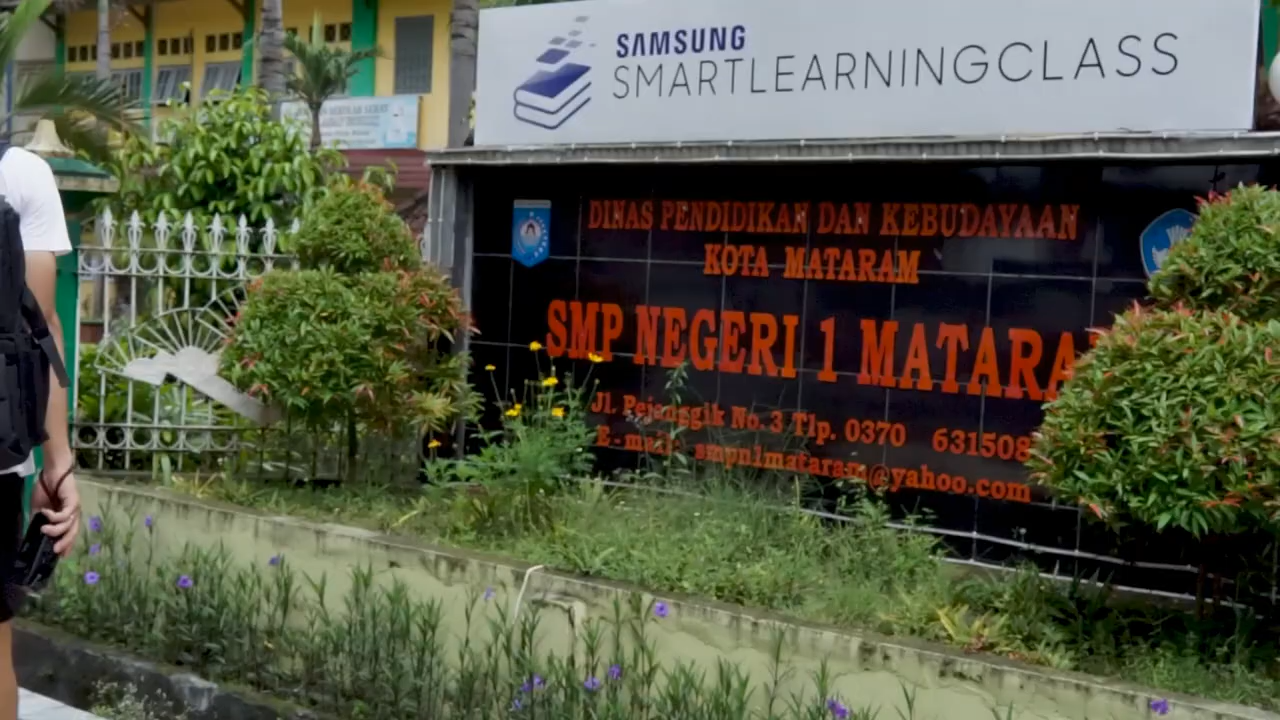 SAMSUNG
SMARTLEARNINGCLASS
DINAS PENDIDIKAN DAN KEBUDAYAAN
KOTA MATARAM
SMP NEGERI 1 MATARA
Jl. Pejanggik No. 3 Tlp. 0370 631508
E-mail: smpn1mataram@yahoo.com